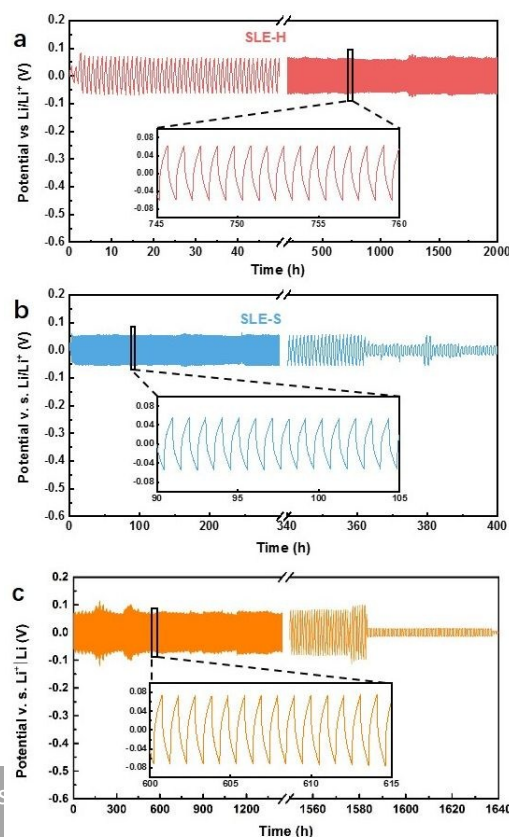 a
SLE-H
Potential vs Li/Li⁺ (V)
0.2
0.1
0.0
-0.1
-0.2
-0.3
-0.4
-0.5
-0.6
0.08
0.04
0.00
-0.04
-0.08
745 750 755 760
0 10 20 30 40 500 1000 1500 2000
Time (h)
b
SLE-S
Potential v. s. Li/Li⁺ (V)
0.2
0.1
0.0
-0.1
-0.2
-0.3
-0.4
-0.5
-0.6
0.08
0.04
0.00
-0.04
-0.08
90 95 100 105
0 100 200 340 360 380 400
Time (h)
c
Potential v. s. Li⁺|Li (V)
0.2
0.1
0.0
-0.1
-0.2
-0.3
-0.4
-0.5
-0.6
0.08
0.04
0.00
-0.04
-0.08
600 605 610 615
0 300 600 900 1200 1560 1580 1600 1620 1640
Time (h)